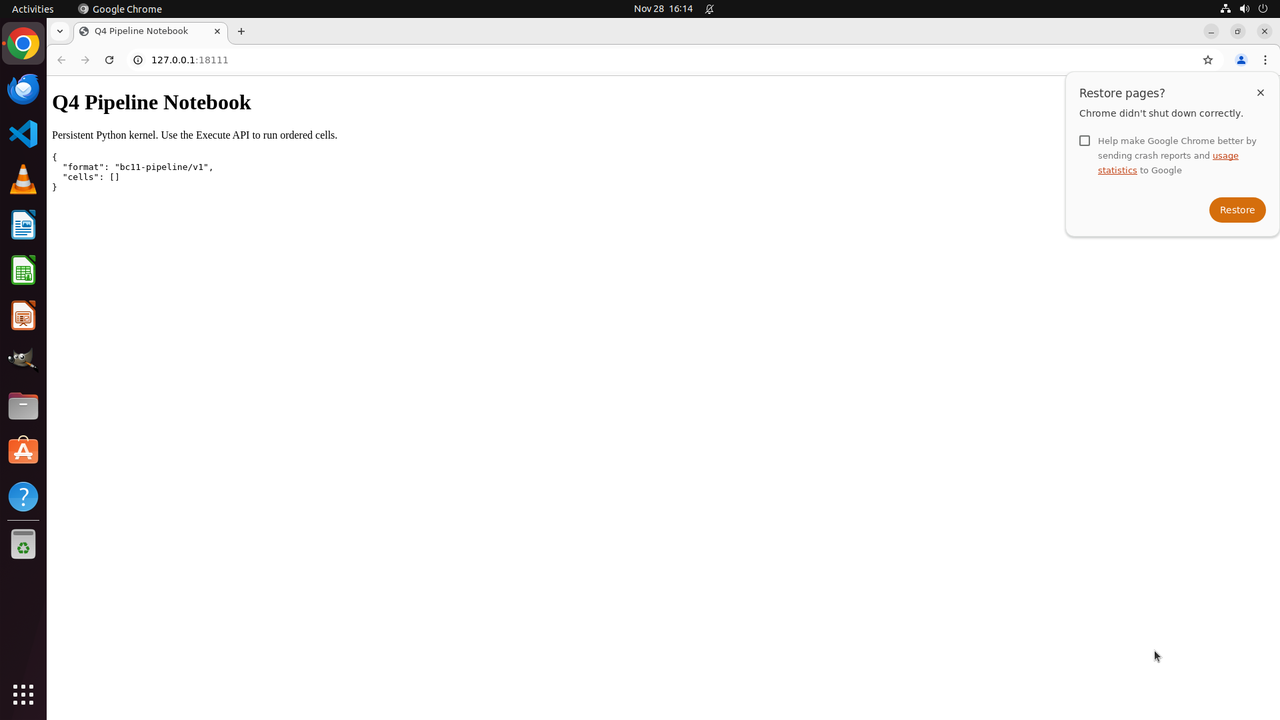 Activities
Google Chrome
Nov 28 16:14
Q4 Pipeline Notebook
127.0.0.1:18111
Q4 Pipeline Notebook
Persistent Python kernel. Use the Execute API to run ordered cells.
{
"format": "bc11-pipeline/v1",
"cells": []
}
Restore pages?
Chrome didn't shut down correctly.
Help make Google Chrome better by
sending crash reports and usage
statistics to Google
Restore